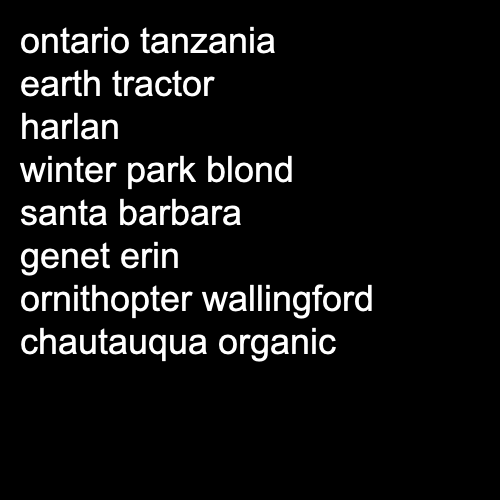 ontario tanzania
earth tractor
harlan
winter park blond
santa barbara
genet erin
ornithopter wallingford
chautauqua organic